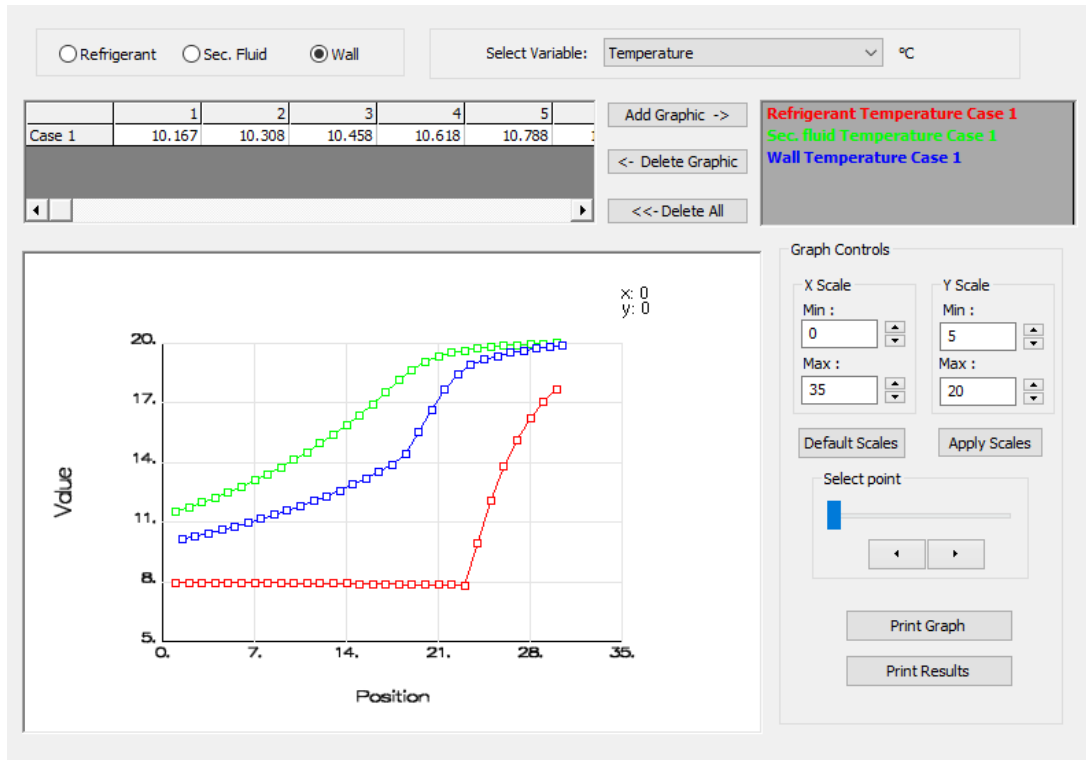 Refrigerant Sec. Fluid Wall Select Variable: Temperature ºC
1 2 3 4 5
Case 1 10.167 10.308 10.458 10.618 10.788
Add Graphic ->
<- Delete Graphic
<<- Delete All
Refrigerant Temperature Case 1
Sec. fluid Temperature Case 1
Wall Temperature Case 1
x: 0
y: 0
20.
17.
14.
11.
8.
5.
Value
0. 7. 14. 21. 28. 35.
Position
Graph Controls
X Scale
Min :
0
Max :
35
Y Scale
Min :
5
Max :
20
Default Scales
Apply Scales
Select point
Print Graph
Print Results